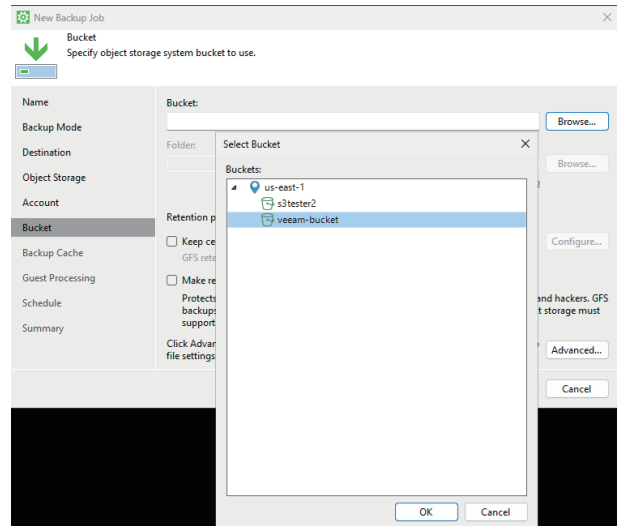 New Backup Job
Bucket
Specify object storage system bucket to use.
Name
Backup Mode
Destination
Object Storage
Account
Bucket
Backup Cache
Guest Processing
Schedule
Summary
Bucket:
Browse...
Folder:
Browse...
Retention p
Keep ce
GFS rete
Configure...
Make re
Protects
and hackers. GFS
backups
t storage must
support
Click Advar
file settings
Advanced...
Cancel
Select Bucket
Buckets:
us-east-1
s3tester2
veeam-bucket
OK
Cancel